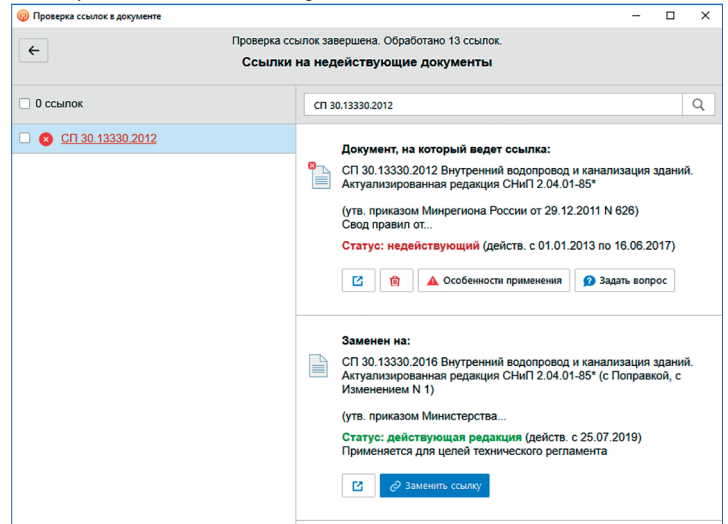 Проверка ссылок в документе
Проверка ссылок завершена. Обработано 13 ссылок.
Ссылки на недействующие документы
0 ссылок
СП 30.13330.2012
СП 30.13330.2012
Документ, на который ведет ссылка:
СП 30.13330.2012 Внутренний водопровод и канализация зданий.
Актуализированная редакция СНиП 2.04.01-85*
(утв. приказом Минрегиона России от 29.12.2011 N 626)
Свод правил от...
Статус: недействующий (действ. с 01.01.2013 по 16.06.2017)
Особенности применения
Задать вопрос
Заменен на:
СП 30.13330.2016 Внутренний водопровод и канализация зданий.
Актуализированная редакция СНиП 2.04.01-85* (с Поправкой, с
Изменением N 1)
(утв. приказом Министерства...
Статус: действующая редакция (действ. с 25.07.2019)
Применяется для целей технического регламента
Заменить ссылку